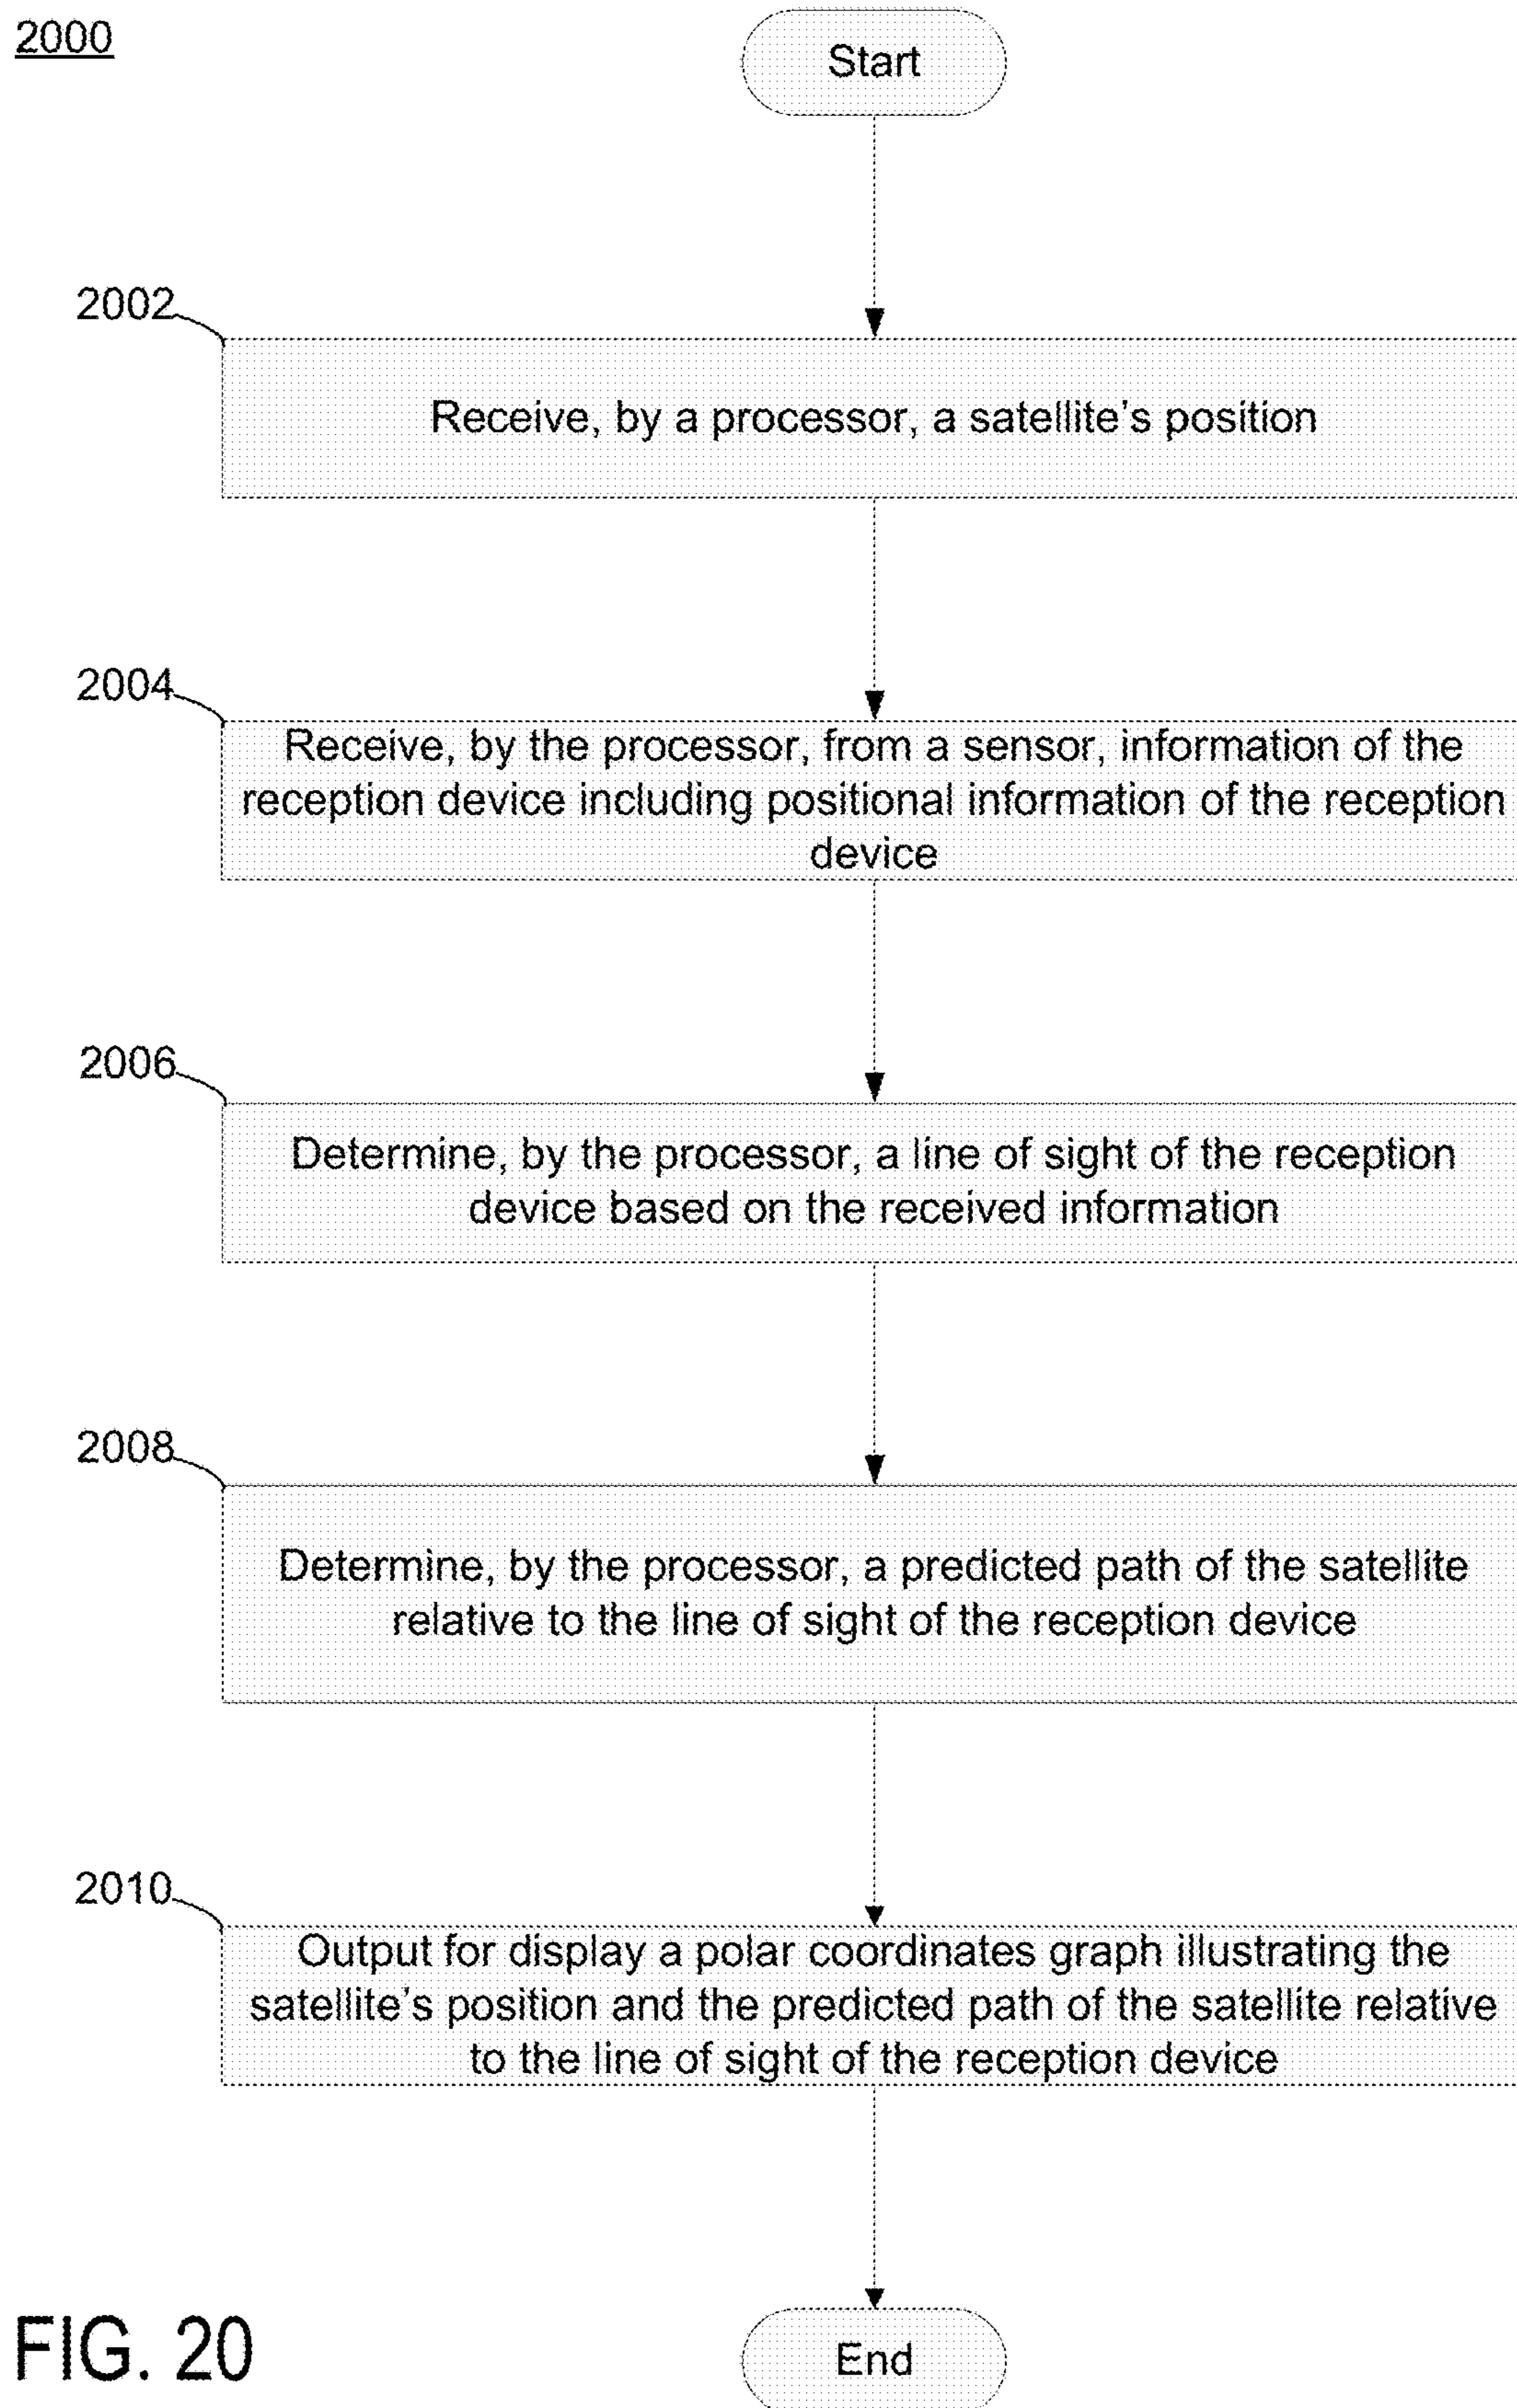 2000
Start
2002
Receive, by a processor, a satellite's position
2004
Receive, by the processor, from a sensor, information of the
reception device including positional information of the reception
device
2006
Determine, by the processor, a line of sight of the reception
device based on the received information
2008
Determine, by the processor, a predicted path of the satellite
relative to the line of sight of the reception device
2010
Output for display a polar coordinates graph illustrating the
satellite's position and the predicted path of the satellite relative
to the line of sight of the reception device
End
FIG. 20